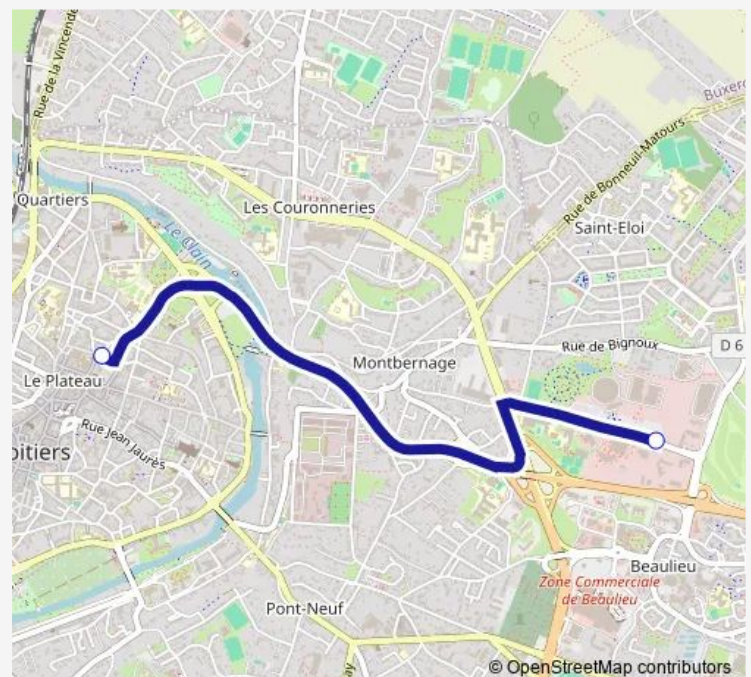 Rue de la Vincende
Buxero
Rue de Bonneuil-Matours
Quartiers
Les Couronneries
Le Clain
Saint-Eloi
Rue de Bignoux
D 6
Montbernage
Le Plateau
Rue Jean Jaurès
oitiers
Beaulieu
Zone Commerciale
de Beaulieu
Pont-Neuf
ay
© OpenStreetMap contributors